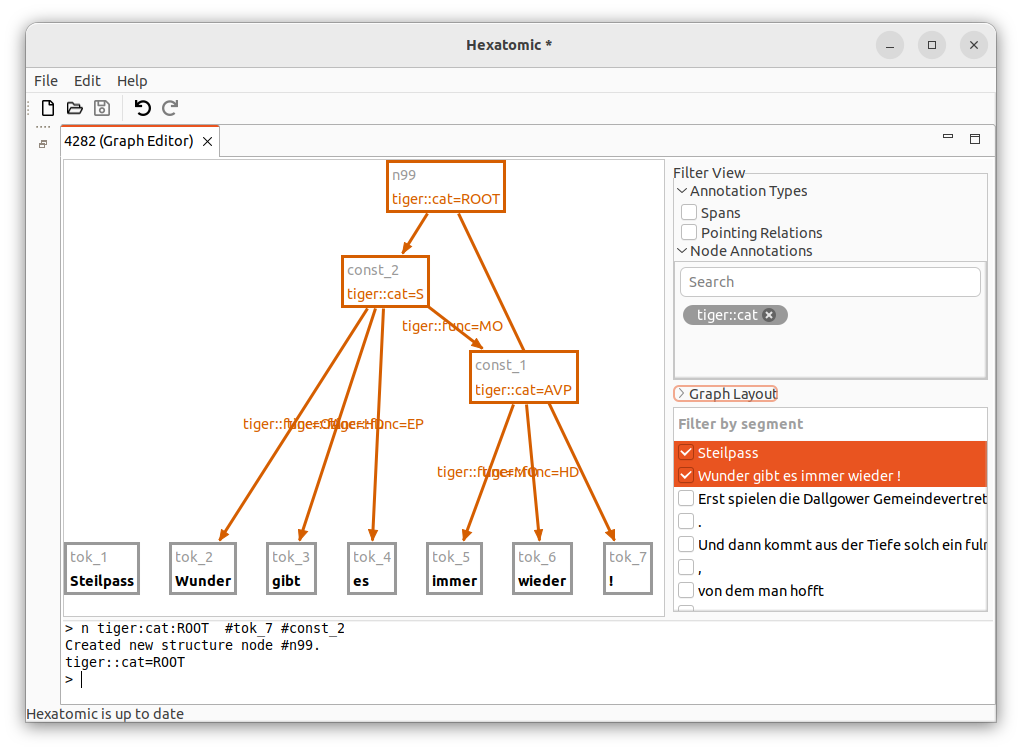 Hexatomic *
File Edit Help
4282 (Graph Editor)
n99
tiger::cat=ROOT
const_2
tiger::cat=S
tiger::func=MO
const_1
tiger::cat=AVP
tiger::func=EP
tiger::func=HD
tok_1
Steilpass
tok_2
Wunder
tok_3
gibt
tok_4
es
tok_5
immer
tok_6
wieder
tok_7
!
Filter View
Annotation Types
Spans
Pointing Relations
Node Annotations
Search
tiger::cat
Graph Layout
Filter by segment
Steilpass
Wunder gibt es immer wieder !
Erst spielen die Dallgower Gemeindevertret
.
Und dann kommt aus der Tiefe solch ein fulr
,
von dem man hofft
> n tiger:cat:ROOT  #tok_7 #const_2
Created new structure node #n99.
tiger::cat=ROOT
>
Hexatomic is up to date